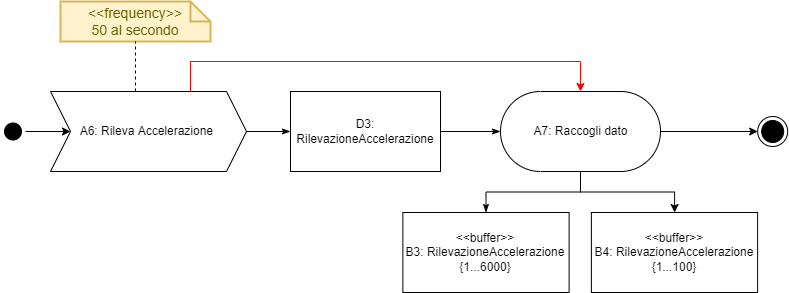 <<frequency>>
50 al secondo
A6: Rileva Accelerazione
D3:
RilevazioneAccelerazione
A7: Raccogli dato
<<buffer>>
B3: RilevazioneAccelerazione
{1...6000}
<<buffer>>
B4: RilevazioneAccelerazione
{1...100}